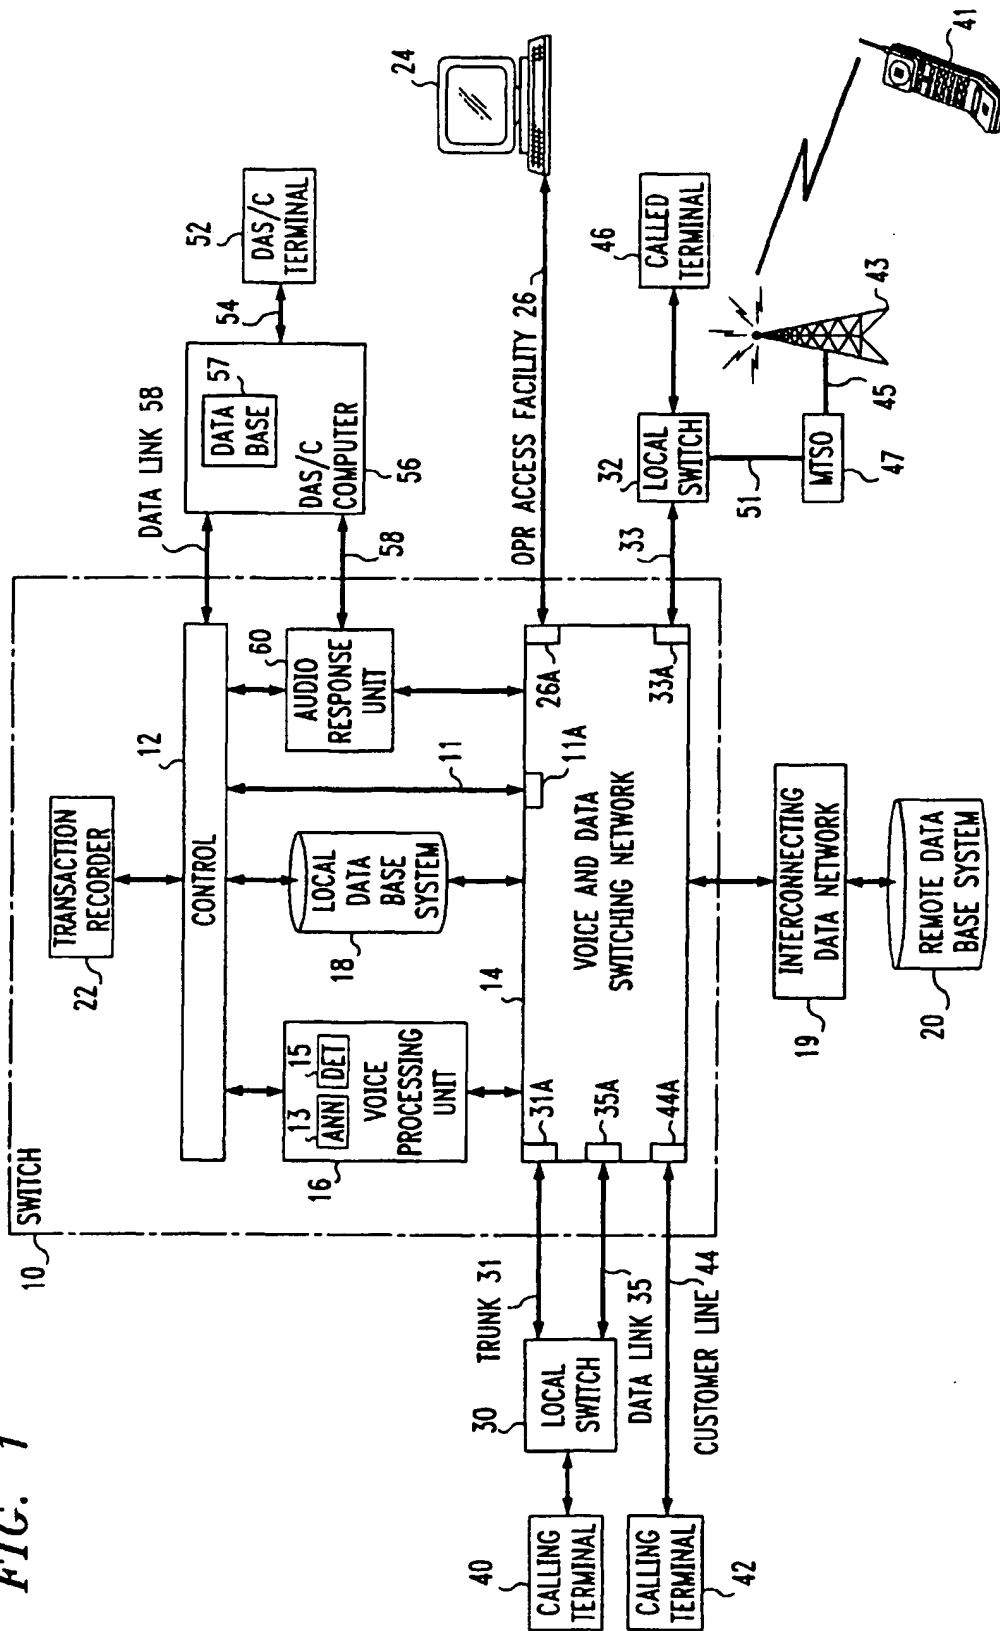 FIG. 1
10
SWITCH
22
TRANSACTION
RECORDER
12
CONTROL
DATA LINK 58
13
15
ANN
DET
VOICE
PROCESSING
UNIT
16
LOCAL
DATA
BASE
SYSTEM
18
11
60
AUDIO
RESPONSE
UNIT
58
57
DATA
BASE
DAS/C
COMPUTER
56
54
52
DAS/C
TERMINAL
14
VOICE AND DATA
SWITCHING NETWORK
11A
26A
33A
31A
35A
44A
OPR ACCESS FACILITY 26
24
TRUNK 31
30
LOCAL
SWITCH
DATA LINK 35
CUSTOMER LINE 44
40
CALLING
TERMINAL
CALLING
TERMINAL
42
33
32
LOCAL
SWITCH
46
CALLED
TERMINAL
51
MTSO
47
45
43
41
19
INTERCONNECTING
DATA NETWORK
20
REMOTE DATA
BASE SYSTEM